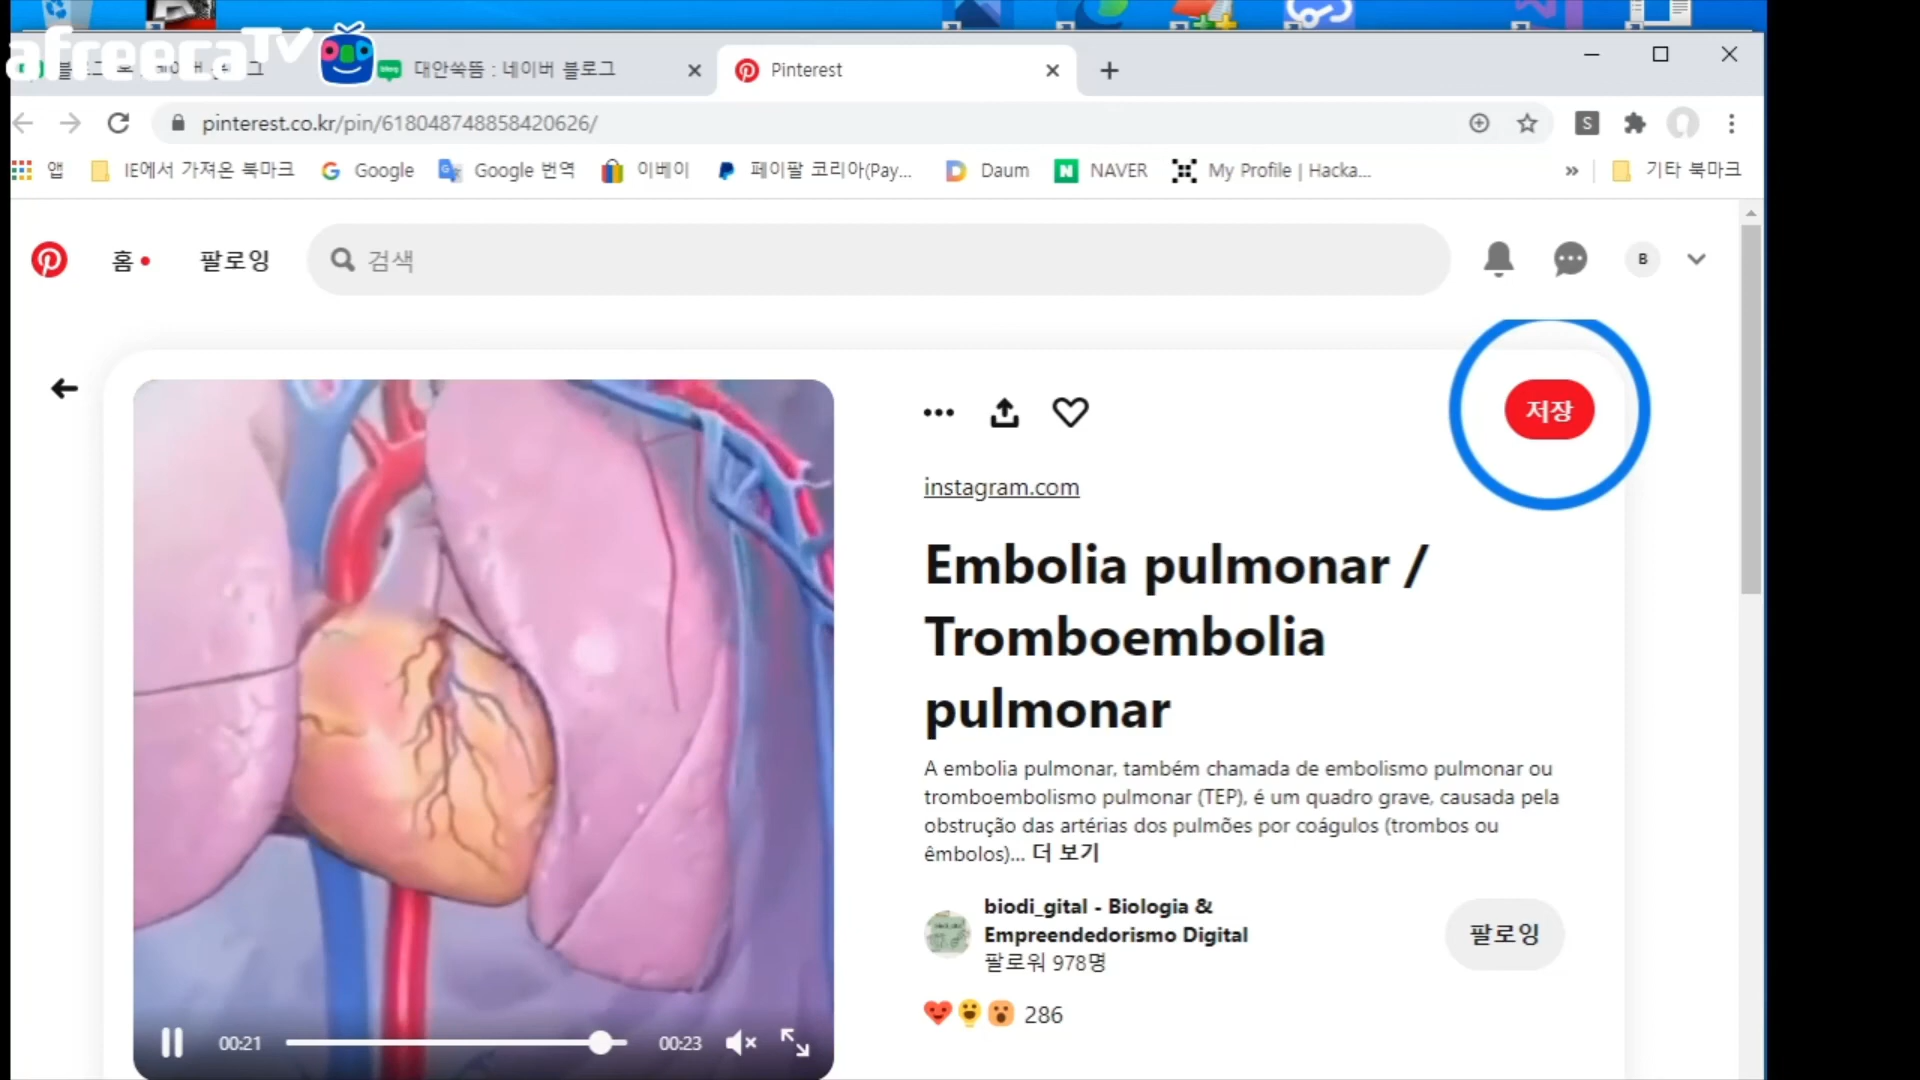 afreecaTV
대안쑥뜸 : 네이버 블로그
Pinterest
pinterest.co.kr/pin/618048748858420626/
S
앱
IE에서 가져온 북마크
Google
Google 번역
이베이
페이팔 코리아(Pay...
Daum
NAVER
My Profile | Hacka...
»
기타 북마크
홈
팔로잉
검색
B
저장
instagram.com
Embolia pulmonar /
Tromboembolia
pulmonar
A embolia pulmonar, também chamada de embolismo pulmonar ou
tromboembolismo pulmonar (TEP), é um quadro grave, causada pela
obstrução das artérias dos pulmões por coágulos (trombos ou
êmbolos)... 더 보기
biodi_gital - Biologia &
Empreendedorismo Digital
팔로워 978명
팔로잉
286
00:21
00:23